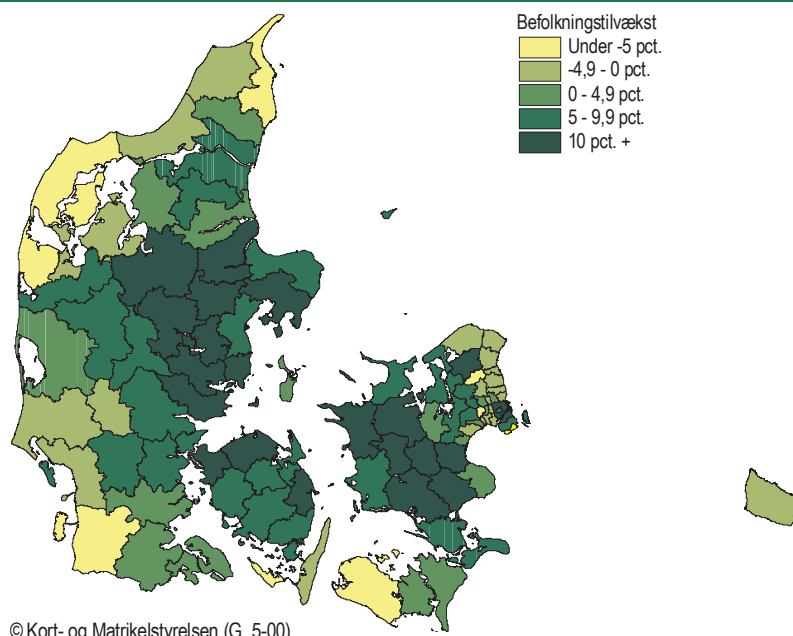 Befolkningstilvækst
Under -5 pct.
-4,9 - 0 pct.
0 - 4,9 pct.
5 - 9,9 pct.
10 pct. +
© Kort- og Matrikelstyrelsen (G. 5-00)